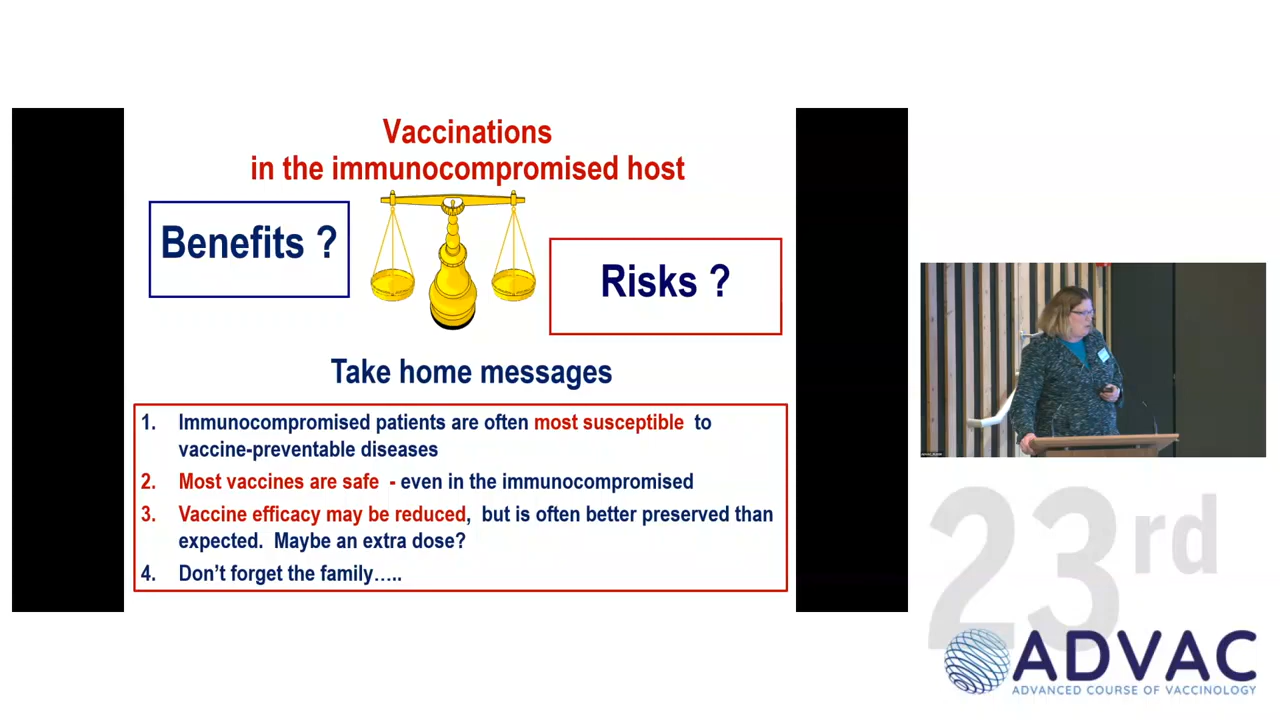 Vaccinations
in the immunocompromised host
Benefits ?
Risks ?
Take home messages
1. Immunocompromised patients are often most susceptible to
vaccine-preventable diseases
2. Most vaccines are safe - even in the immunocompromised
3. Vaccine efficacy may be reduced, but is often better preserved than
expected. Maybe an extra dose?
4. Don't forget the family…..
23rd
ADVAC
ADVANCED COURSE OF VACCINOLOGY